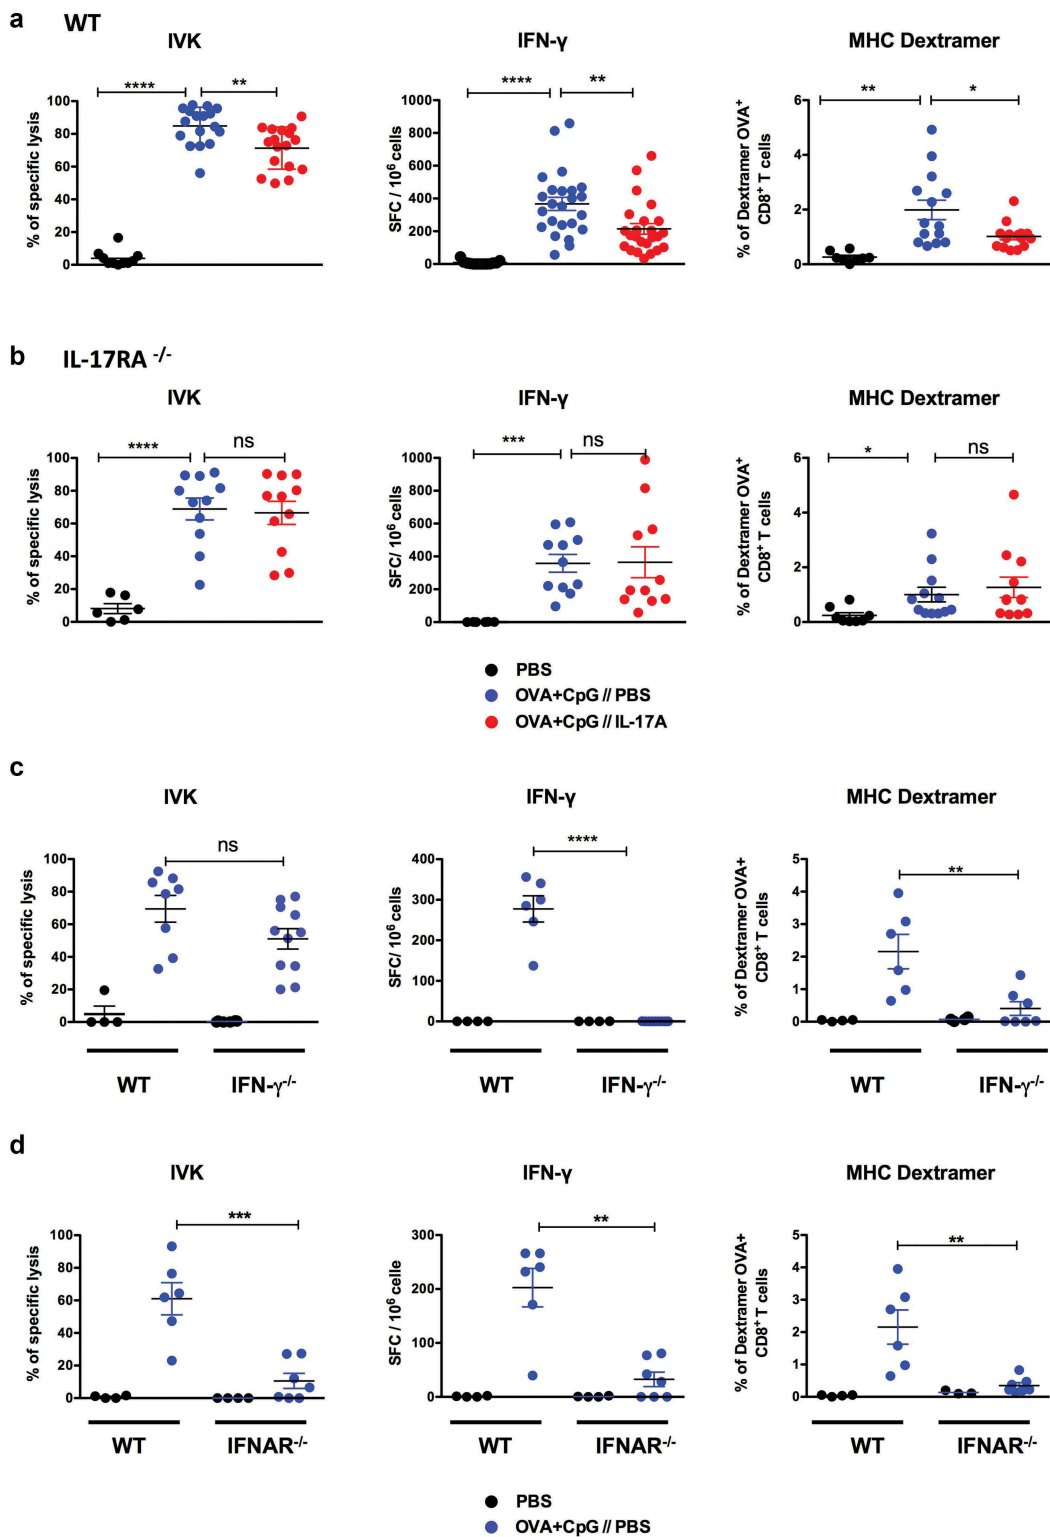 a WT
IVK
IFN-γ
MHC Dextramer
% of specific lysis
100
80
60
40
20
0
****
**
SFC / 10⁶ cells
1000
800
600
400
200
0
****
**
% of Dextramer OVA⁺
CD8⁺ T cells
6
4
2
0
**
*
b IL-17RA -/-
IVK
IFN-γ
MHC Dextramer
% of specific lysis
100
80
60
40
20
0
****
ns
SFC/ 10⁶ cells
1000
800
600
400
200
0
***
ns
% of Dextramer OVA⁺
CD8⁺ T cells
6
4
2
0
*
ns
PBS
OVA+CpG // PBS
OVA+CpG // IL-17A
c
IVK
IFN-γ
MHC Dextramer
% of specific lysis
100
80
60
40
20
0
ns
WT
IFN-γ-/-
SFC/ 10⁶ cells
400
300
200
100
0
****
WT
IFN-γ-/-
% of Dextramer OVA+
CD8⁺ T cells
5
4
3
2
1
0
**
WT
IFN-γ-/-
d
IVK
IFN-γ
MHC Dextramer
% of specific lysis
100
80
60
40
20
0
***
WT
IFNAR-/-
SFC / 10⁶ celle
300
200
100
0
**
WT
IFNAR-/-
% of Dextramer OVA+
CD8⁺ T cells
5
4
3
2
1
0
**
WT
IFNAR-/-
PBS
OVA+CpG // PBS